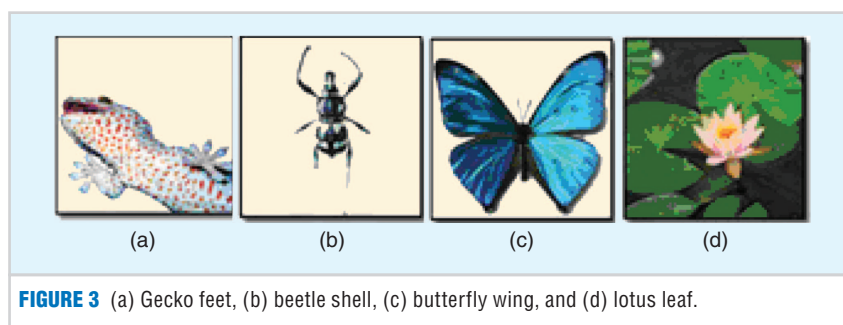 (a) (b) (c) (d)
FIGURE 3 (a) Gecko feet, (b) beetle shell, (c) butterfly wing, and (d) lotus leaf.